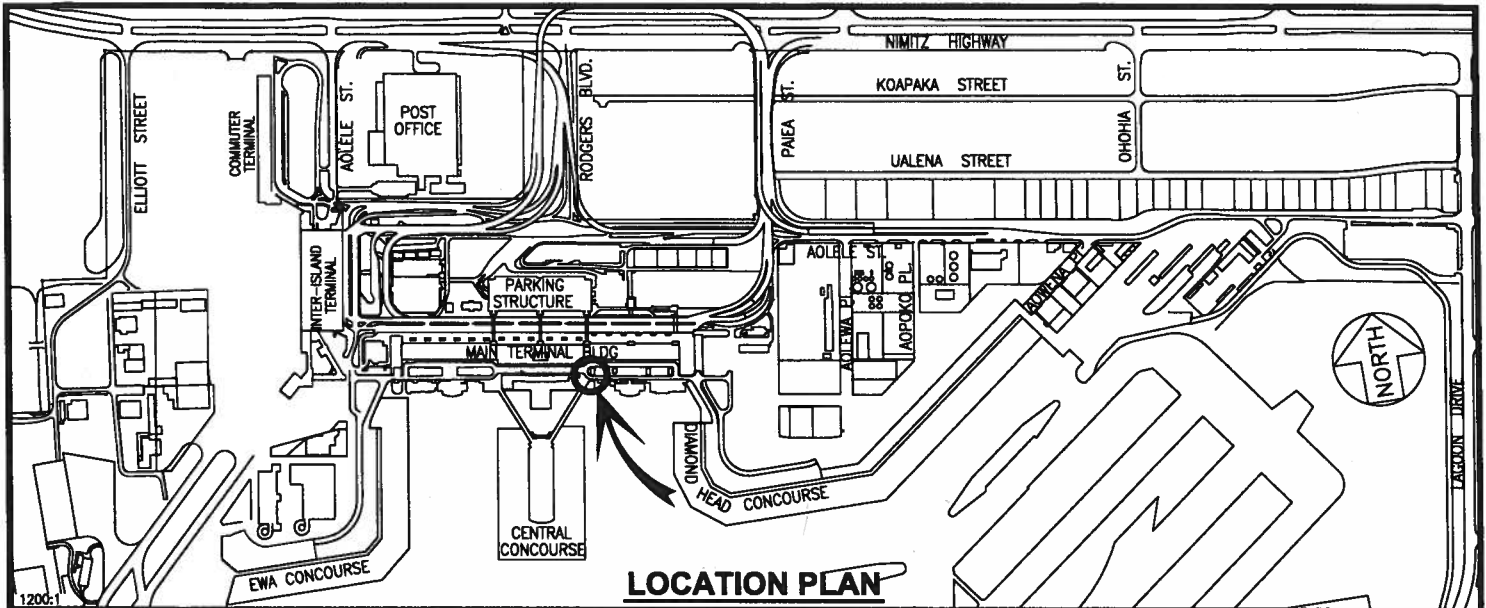 NIMITZ HIGHWAY
KOAPAKA STREET
UALENA STREET
ELLIOTT STREET
COMMUTER
TERMINAL
AOLELE ST.
POST
OFFICE
RODGERS BLVD.
PAIEA ST.
OHOHIA ST.
INTER-ISLAND
TERMINAL
PARKING
STRUCTURE
MAIN TERMINAL BLDG
AOLELE ST.
AOLEWA PL.
AOPOKO PL.
AOWENA PL.
NORTH
LAGOON DRIVE
DIAMOND
HEAD CONCOURSE
CENTRAL
CONCOURSE
EWA CONCOURSE
1200:1
LOCATION PLAN